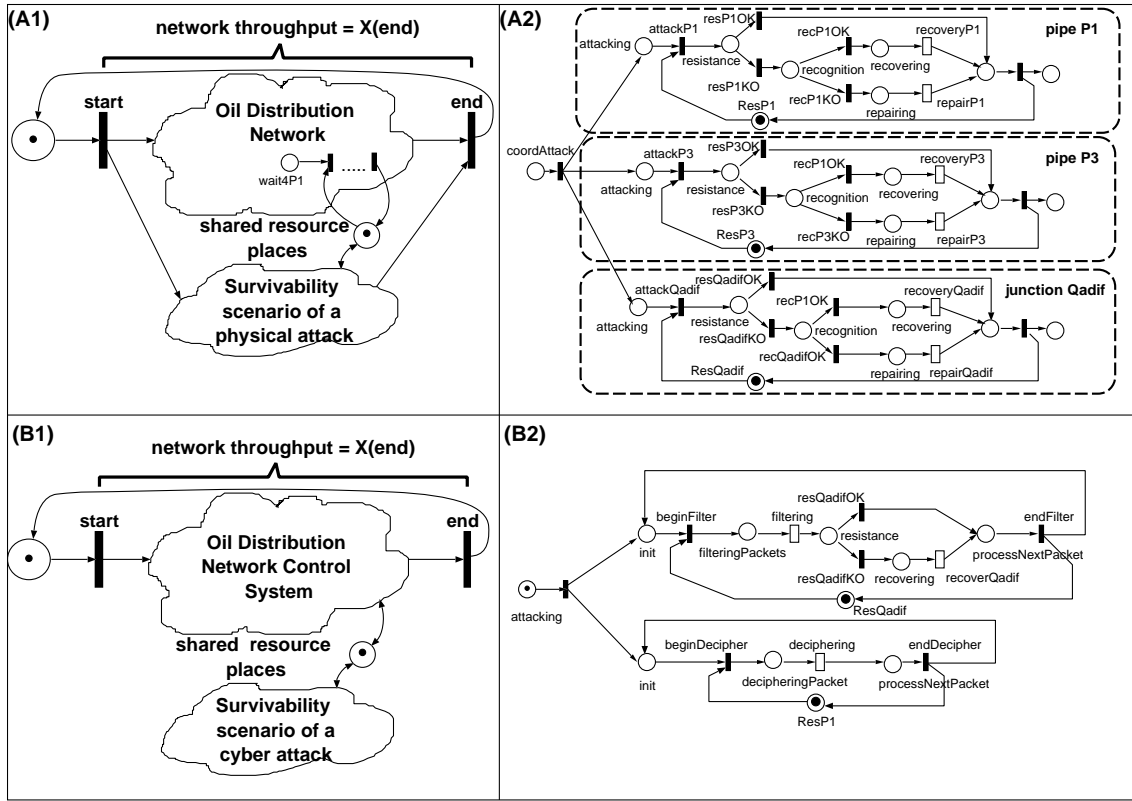 (A1)
network throughput = X(end)
start
end
Oil Distribution
Network
wait4P1
.....
shared resource
places
Survivability
scenario of a
physical attack
(A2)
pipe P1
attacking
attackP1
resP1OK
resistance
resP1KO
recP1OK
recognition
recP1KO
recoveryP1
recovering
repairing
repairP1
ResP1
coordAttack
pipe P3
attacking
attackP3
resP3OK
resistance
resP3KO
recP1OK
recognition
recP3KO
recoveryP3
recovering
repairing
repairP3
ResP3
junction Qadif
attacking
attackQadif
resQadifOK
resistance
resQadifKO
recP1OK
recognition
recQadifOK
recoveryQadif
recovering
repairing
repairQadif
ResQadif
(B1)
network throughput = X(end)
start
end
Oil Distribution
Network Control
System
shared resource
places
Survivability
scenario of a
cyber attack
(B2)
attacking
init
beginFilter
filteringPackets
filtering
resQadifOK
resistance
resQadifKO
recovering
recoverQadif
processNextPacket
endFilter
ResQadif
init
beginDecipher
decipheringPacket
deciphering
processNextPacket
endDecipher
ResP1